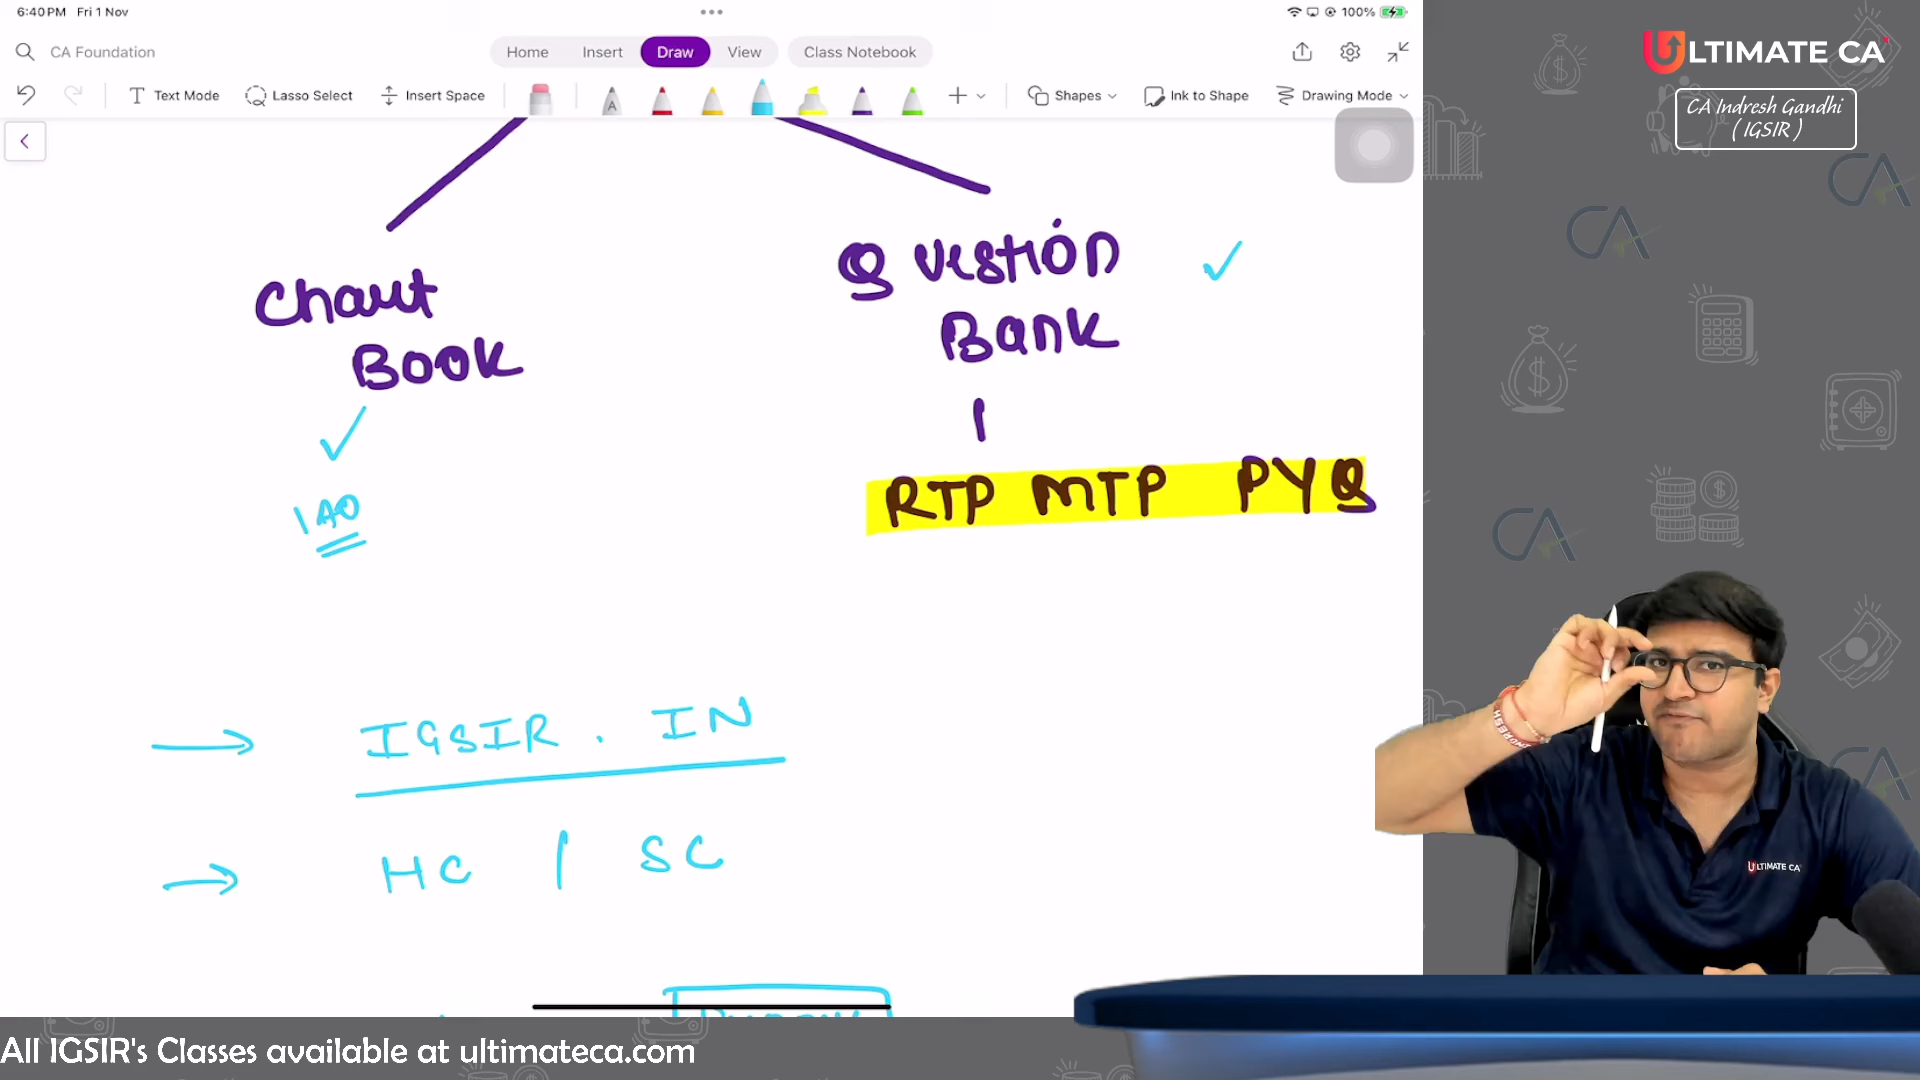 6:40 PM Fri 1 Nov
100%
CA Foundation
Home Insert Draw View Class Notebook
Text Mode Lasso Select Insert Space Shapes Ink to Shape Drawing Mode
ULTIMATE CA
CA Indresh Gandhi
(IGSIR)
Chart
Book
Question
Bank
RTP MTP PYQ
IGSIR . IN
HC | SC
ULTIMATE CA
All IGSIR's Classes available at ultimateca.com